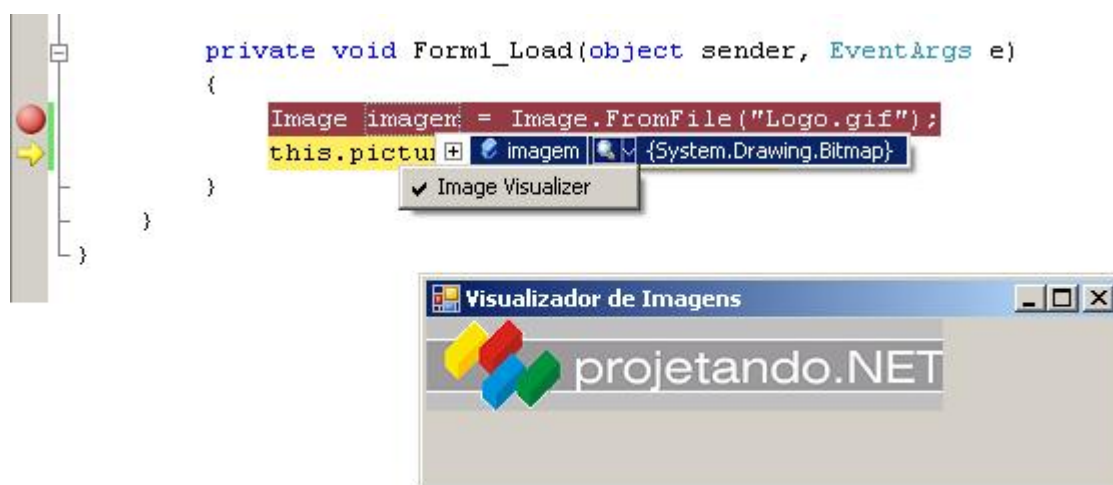 private void Form1_Load(object sender, EventArgs e)
{
Image imagem = Image.FromFile("Logo.gif");
this.pictu
imagem {System.Drawing.Bitmap}
Image Visualizer
}
}
}
Visualizador de Imagens
projetando.NET